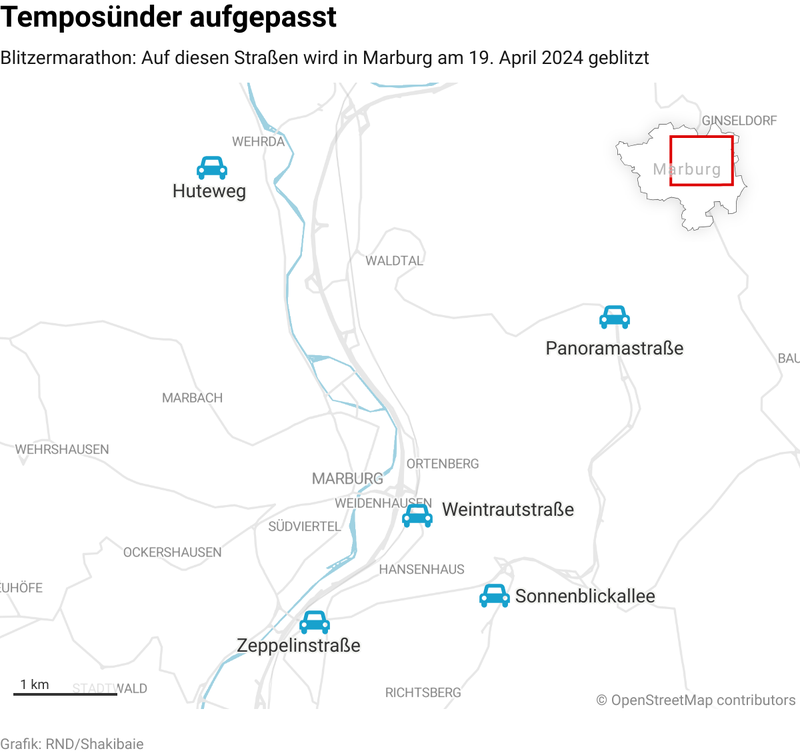 Temposünder aufgepasst
Blitzermarathon: Auf diesen Straßen wird in Marburg am 19. April 2024 geblitzt
GINSELDORF
WEHRDA
Marburg
Huteweg
WALDTAL
Panoramastraße
BAU
MARBACH
WEHRSHAUSEN
ORTENBERG
MARBURG
WEIDENHAUSEN
Weintrautstraße
SÜDVIERTEL
OCKERSHAUSEN
HANSENHAUS
EUHÖFE
Sonnenblickallee
Zeppelinstraße
1 km
STADTWALD
RICHTSBERG
© OpenStreetMap contributors
Grafik: RND/Shakibaie